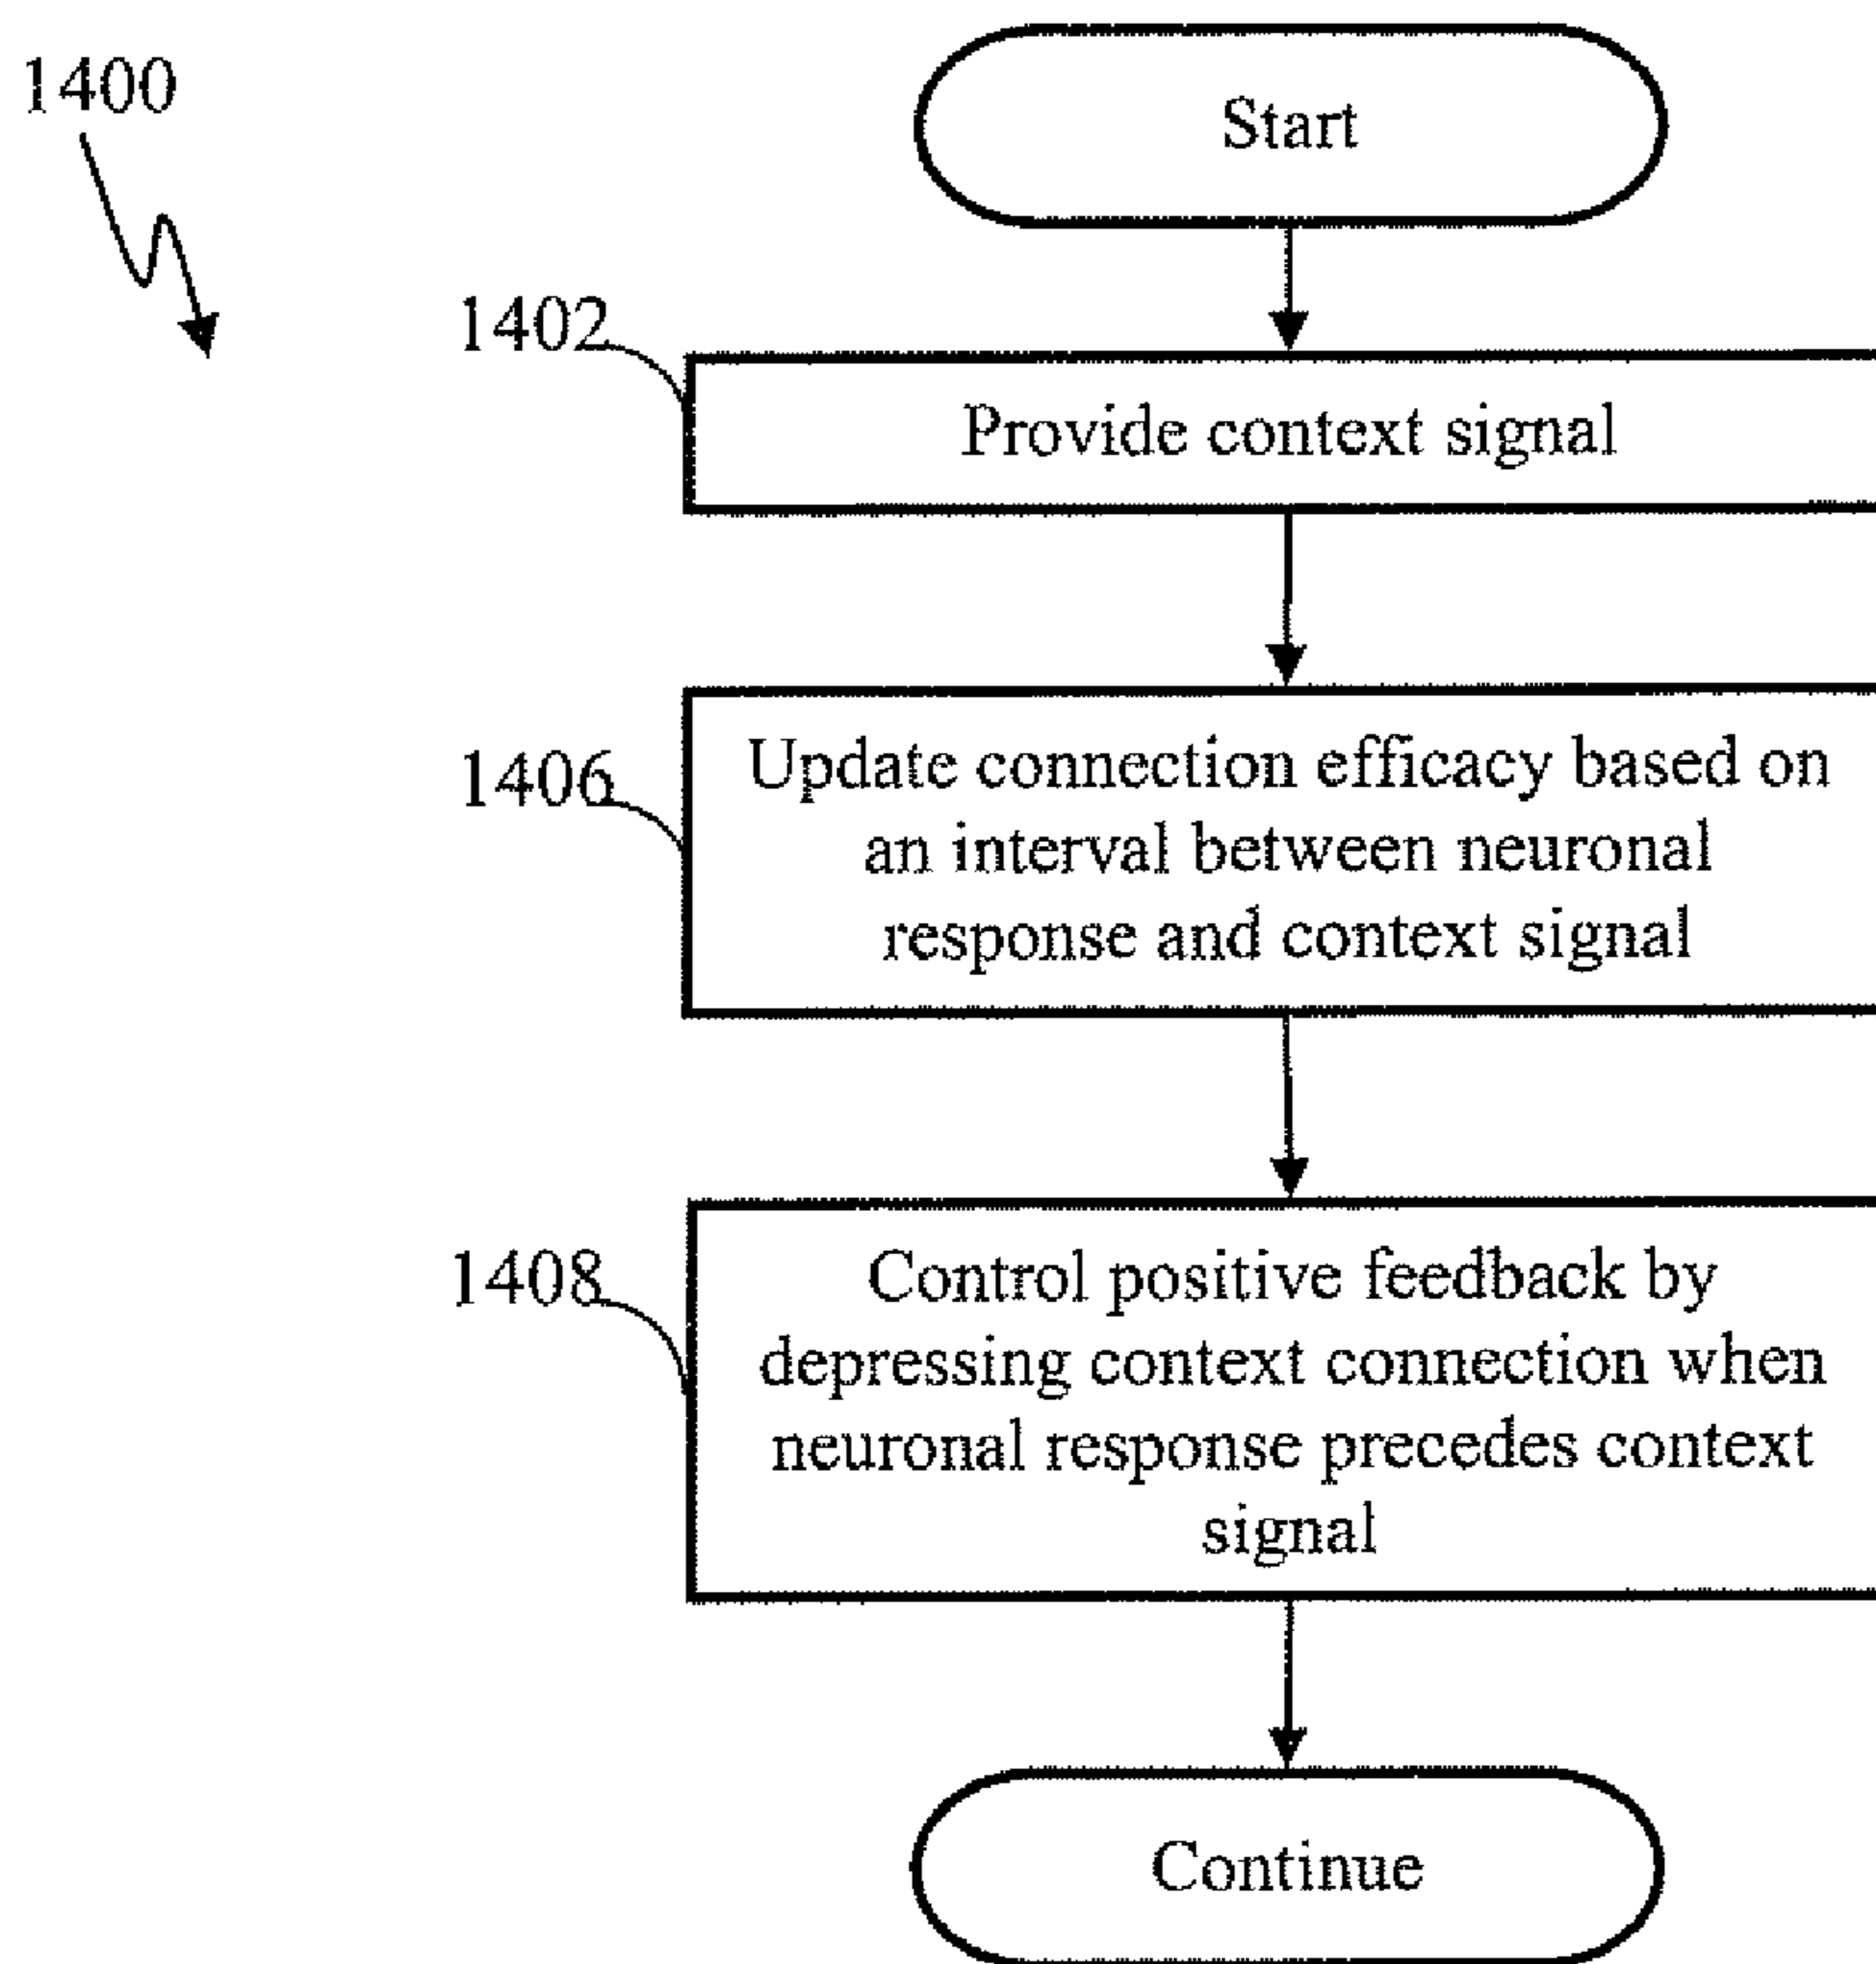 1400
Start
1402
Provide context signal
1406
Update connection efficacy based on
an interval between neuronal
response and context signal
1408
Control positive feedback by
depressing context connection when
neuronal response precedes context
signal
Continue